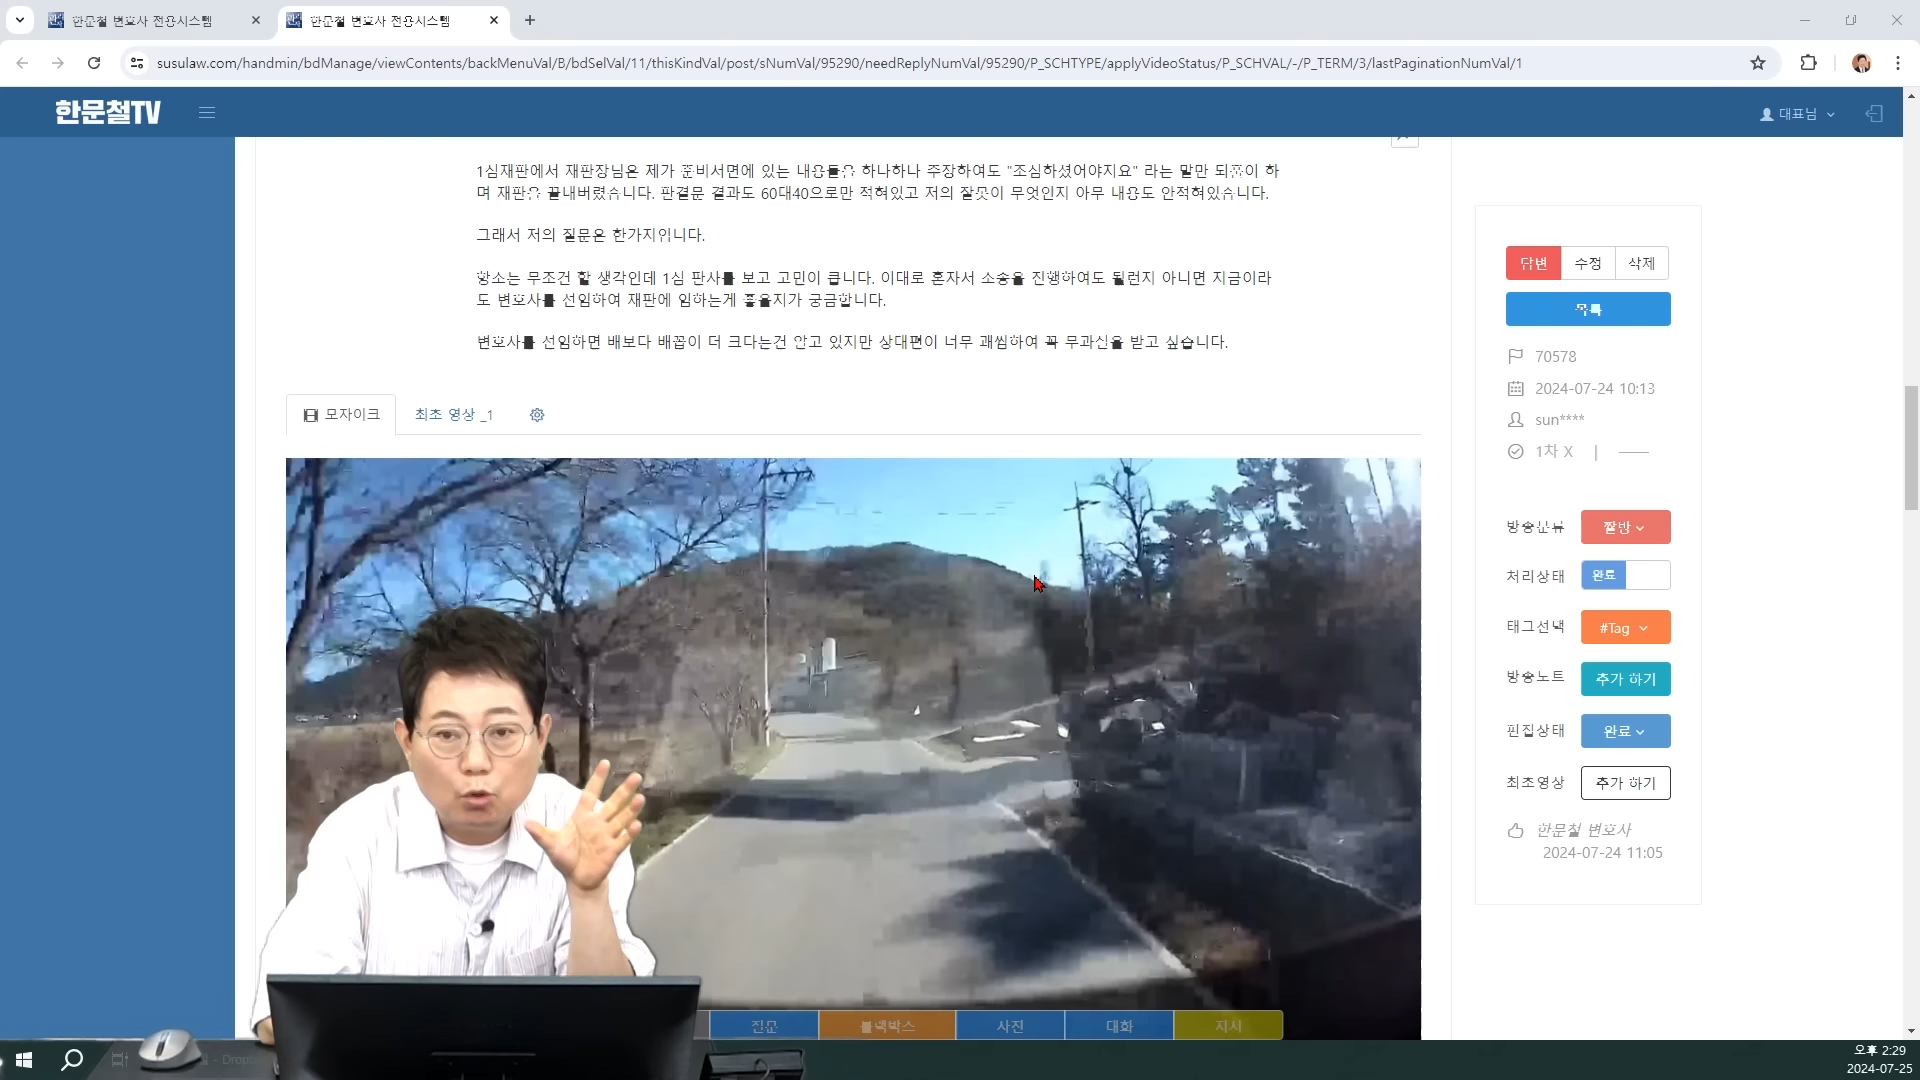 한문철 변호사 전용시스템
한문철 변호사 전용시스템
susulaw.com/handmin/bdManage/viewContents/backMenuVal/B/bdSelVal/11/thisKindVal/post/sNumVal/95290/needReplyNumVal/95290/P_SCHTYPE/applyVideoStatus/P_SCHVAL/-/P_TERM/3/lastPaginationNumVal/1
한문철TV
대표님
1심재판에서 재판장님은 제가 준비서면에 있는 내용들을 하나하나 주장하여도 "조심하셨어야지요" 라는 말만 되풀이 하
며 재판을 끝내버렸습니다. 판결문 결과도 60대40으로만 적혀있고 저의 잘못이 무엇인지 아무 내용도 안적혀있습니다.
그래서 저의 질문은 한가지입니다.
항소는 무조건 할 생각인데 1심 판사를 보고 고민이 큽니다. 이대로 혼자서 소송을 진행하여도 될런지 아니면 지금이라
도 변호사를 선임하여 재판에 임하는게 좋을지가 궁금합니다.
변호사를 선임하면 배보다 배꼽이 더 크다는건 알고 있지만 상대편이 너무 괘씸하여 꼭 무과실을 받고 싶습니다.
모자이크
최초 영상 _1
답변
수정
삭제
목록
70578
2024-07-24 10:13
sun****
1차 X |
방송분류
짤방
처리상태
완료
태그선택
#Tag
방송노트
추가 하기
편집상태
완료
최초영상
추가 하기
한문철 변호사
2024-07-24 11:05
질문
블랙박스
사진
대화
지시
오후 2:29
2024-07-25